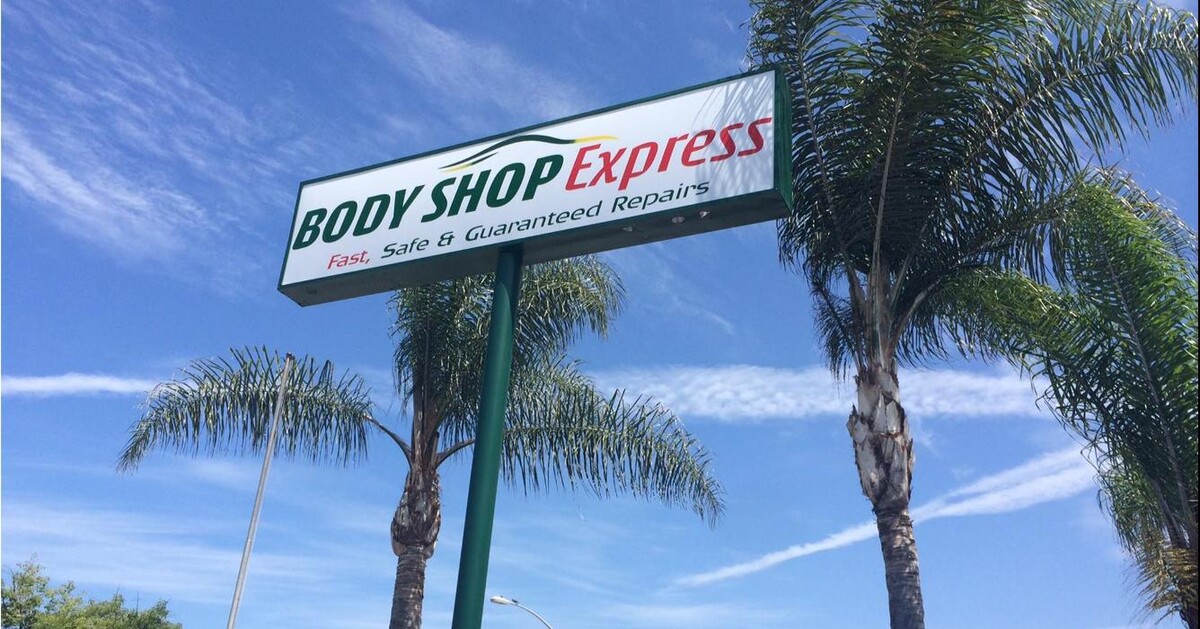 BODY SHOP Express
Fast, Safe & Guaranteed Repairs